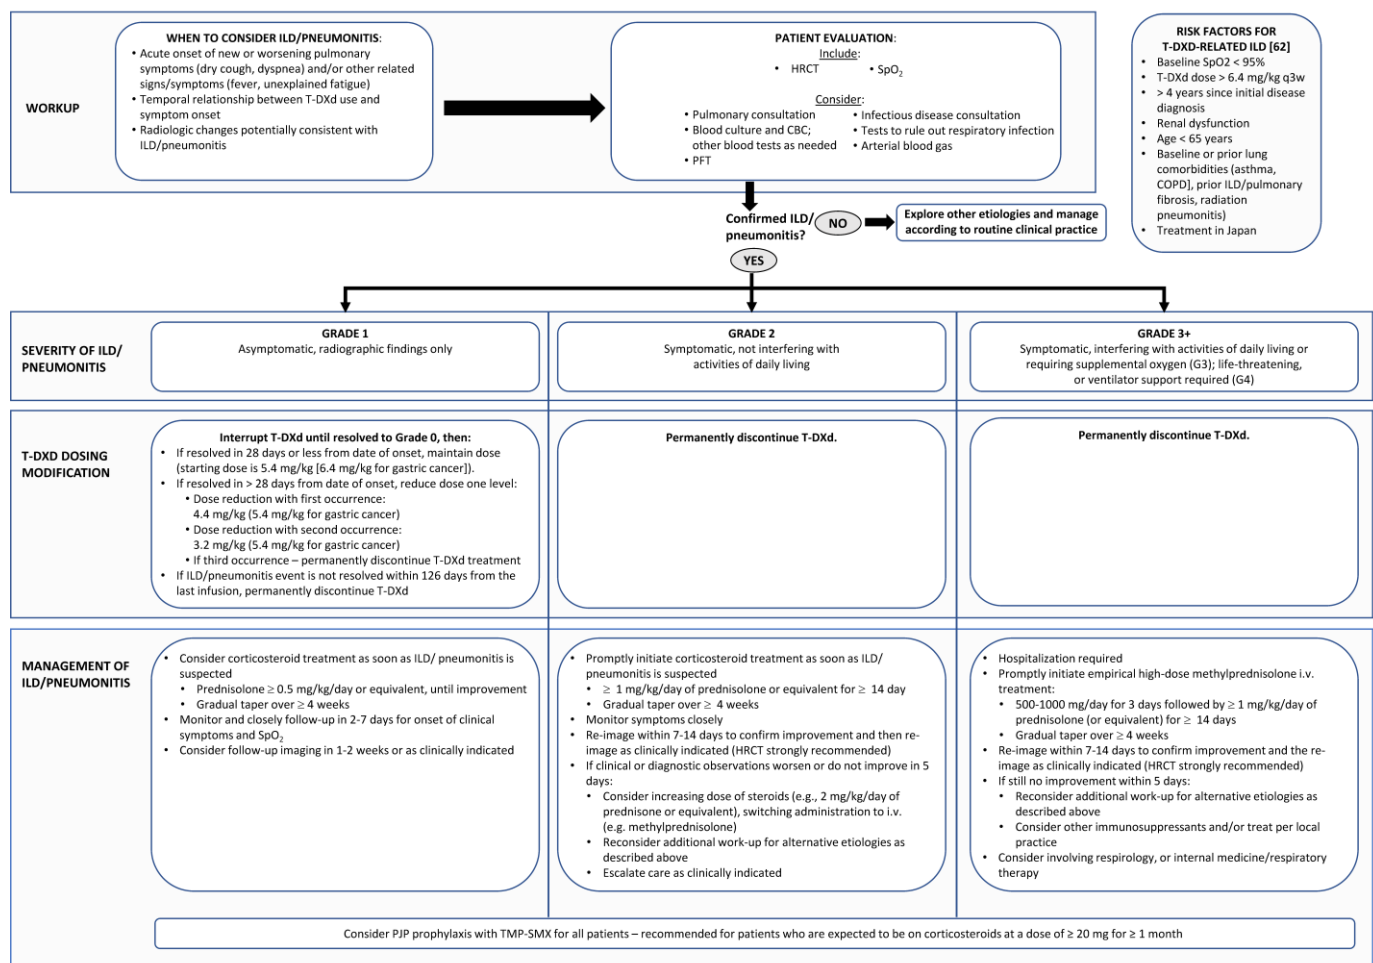 WORKUP
WHEN TO CONSIDER ILD/PNEUMONITIS:
• Acute onset of new or worsening pulmonary
symptoms (dry cough, dyspnea) and/or other related
signs/symptoms (fever, unexplained fatigue)
• Temporal relationship between T-DXd use and
symptom onset
• Radiologic changes potentially consistent with
ILD/pneumonitis
PATIENT EVALUATION:
Include:
• HRCT
• SpO2
Consider:
• Pulmonary consultation
• Blood culture and CBC;
other blood tests as needed
• PFT
• Infectious disease consultation
• Tests to rule out respiratory infection
• Arterial blood gas
RISK FACTORS FOR
T-DXD-RELATED ILD [62]
• Baseline SpO2 < 95%
• T-DXd dose > 6.4 mg/kg q3w
• > 4 years since initial disease
diagnosis
• Renal dysfunction
• Age < 65 years
• Baseline or prior lung
comorbidities (asthma,
COPD], prior ILD/pulmonary
fibrosis, radiation
pneumonitis)
• Treatment in Japan
Confirmed ILD/
pneumonitis?
NO
Explore other etiologies and manage
according to routine clinical practice
YES
SEVERITY OF ILD/
PNEUMONITIS
GRADE 1
Asymptomatic, radiographic findings only
GRADE 2
Symptomatic, not interfering with
activities of daily living
GRADE 3+
Symptomatic, interfering with activities of daily living or
requiring supplemental oxygen (G3); life-threatening,
or ventilator support required (G4)
T-DXD DOSING
MODIFICATION
Interrupt T-DXd until resolved to Grade 0, then:
• If resolved in 28 days or less from date of onset, maintain dose
(starting dose is 5.4 mg/kg [6.4 mg/kg for gastric cancer]).
• If resolved in > 28 days from date of onset, reduce dose one level:
• Dose reduction with first occurrence:
4.4 mg/kg (5.4 mg/kg for gastric cancer)
• Dose reduction with second occurrence:
3.2 mg/kg (5.4 mg/kg for gastric cancer)
• If third occurrence – permanently discontinue T-DXd treatment
• If ILD/pneumonitis event is not resolved within 126 days from the
last infusion, permanently discontinue T-DXd
Permanently discontinue T-DXd.
Permanently discontinue T-DXd.
MANAGEMENT OF
ILD/PNEUMONITIS
• Consider corticosteroid treatment as soon as ILD/ pneumonitis is
suspected
• Prednisolone ≥ 0.5 mg/kg/day or equivalent, until improvement
• Gradual taper over ≥ 4 weeks
• Monitor and closely follow-up in 2-7 days for onset of clinical
symptoms and SpO2
• Consider follow-up imaging in 1-2 weeks or as clinically indicated
• Promptly initiate corticosteroid treatment as soon as ILD/
pneumonitis is suspected
• ≥ 1 mg/kg/day of prednisolone or equivalent for ≥ 14 day
• Gradual taper over ≥ 4 weeks
• Monitor symptoms closely
• Re-image within 7-14 days to confirm improvement and then re-
image as clinically indicated (HRCT strongly recommended)
• If clinical or diagnostic observations worsen or do not improve in 5
days:
• Consider increasing dose of steroids (e.g., 2 mg/kg/day of
prednisone or equivalent), switching administration to i.v.
(e.g. methylprednisolone)
• Reconsider additional work-up for alternative etiologies as
described above
• Escalate care as clinically indicated
• Hospitalization required
• Promptly initiate empirical high-dose methylprednisolone i.v.
treatment:
• 500-1000 mg/day for 3 days followed by ≥ 1 mg/kg/day of
prednisolone (or equivalent) for ≥ 14 days
• Gradual taper over ≥ 4 weeks
• Re-image within 7-14 days to confirm improvement and the re-
image as clinically indicated (HRCT strongly recommended)
• If still no improvement within 5 days:
• Reconsider additional work-up for alternative etiologies as
described above
• Consider other immunosuppressants and/or treat per local
practice
• Consider involving respirology, or internal medicine/respiratory
therapy
Consider PJP prophylaxis with TMP-SMX for all patients – recommended for patients who are expected to be on corticosteroids at a dose of ≥ 20 mg for ≥ 1 month